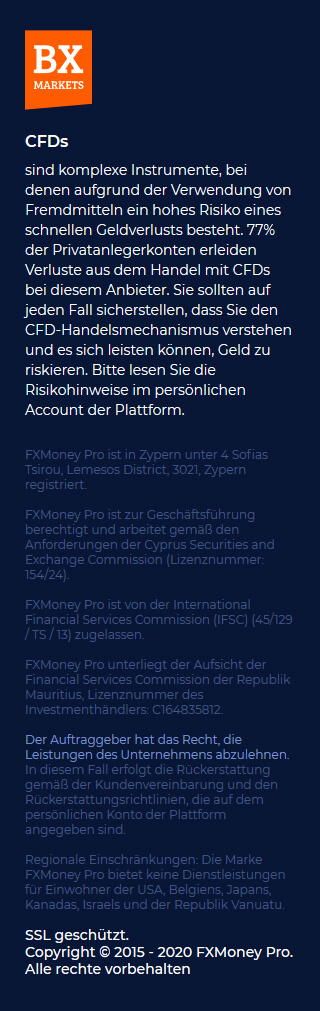 BX
MARKETS
CFDs
sind komplexe Instrumente, bei
denen aufgrund der Verwendung von
Fremdmitteln ein hohes Risiko eines
schnellen Geldverlusts besteht. 77%
der Privatanlegerkonten erleiden
Verluste aus dem Handel mit CFDs
bei diesem Anbieter. Sie sollten auf
jeden Fall sicherstellen, dass Sie den
CFD-Handelsmechanismus verstehen
und es sich leisten können, Geld zu
riskieren. Bitte lesen Sie die
Risikohinweise im persönlichen
Account der Plattform.
FXMoney Pro ist in Zypern unter 4 Sofias
Tsirou, Lemesos District, 3021, Zypern
registriert.
FXMoney Pro ist zur Geschäftsführung
berechtigt und arbeitet gemäß den
Anforderungen der Cyprus Securities and
Exchange Commission (Lizenznummer:
154/24).
FXMoney Pro ist von der International
Financial Services Commission (IFSC) (45/129
/ TS / 13) zugelassen.
FXMoney Pro unterliegt der Aufsicht der
Financial Services Commission der Republik
Mauritius, Lizenznummer des
Investmenthändlers: C164835812.
Der Auftraggeber hat das Recht, die
Leistungen des Unternehmens abzulehnen.
In diesem Fall erfolgt die Rückerstattung
gemäß der Kundenvereinbarung und den
Rückerstattungsrichtlinien, die auf dem
persönlichen Konto der Plattform
angegeben sind.
Regionale Einschränkungen: Die Marke
FXMoney Pro bietet keine Dienstleistungen
für Einwohner der USA, Belgiens, Japans,
Kanadas, Israels und der Republik Vanuatu.
SSL geschützt.
Copyright © 2015 - 2020 FXMoney Pro.
Alle rechte vorbehalten